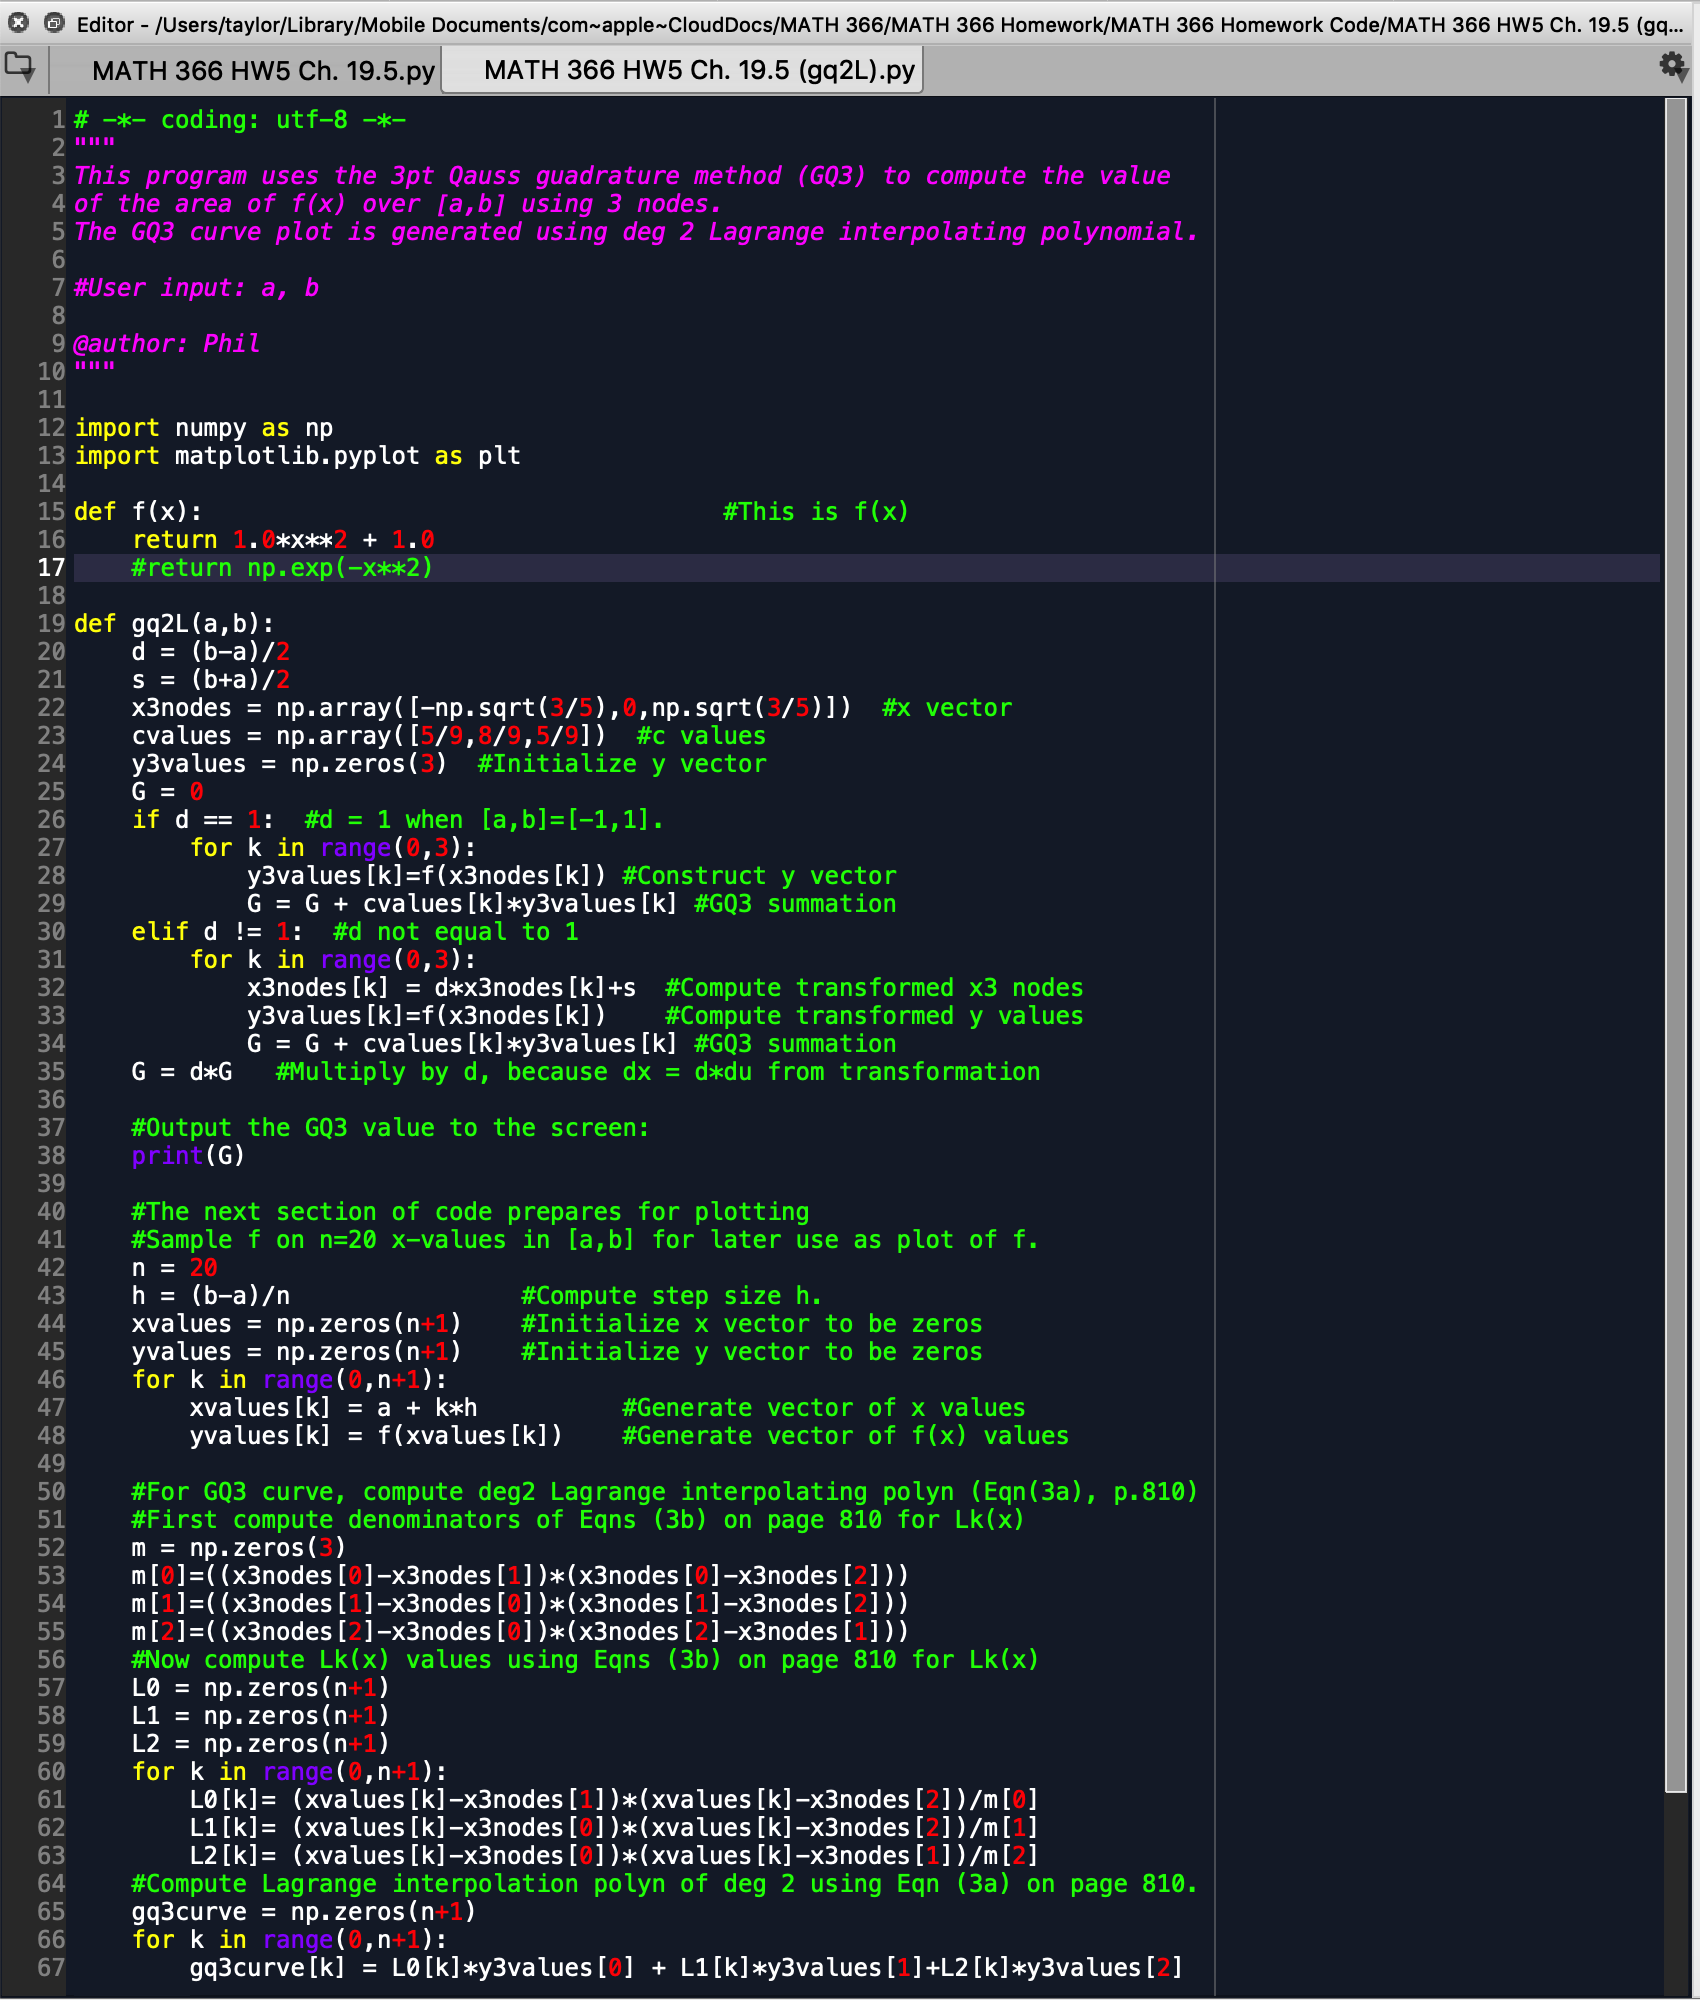 Editor - /Users/taylor/Library/Mobile Documents/com~apple~CloudDocs/MATH 366/MATH 366 Homework/MATH 366 Homework Code/MATH 366 HW5 Ch. 19.5 (gq...
MATH 366 HW5 Ch. 19.5.py MATH 366 HW5 Ch. 19.5 (gq2L).py
1 # -*- coding: utf-8 -*-
2 """
3 This program uses the 3pt Qauss guadrature method (GQ3) to compute the value
4 of the area of f(x) over [a,b] using 3 nodes.
5 The GQ3 curve plot is generated using deg 2 Lagrange interpolating polynomial.
6
7 #User input: a, b
8
9 @author: Phil
10 """
11
12 import numpy as np
13 import matplotlib.pyplot as plt
14
15 def f(x): #This is f(x)
16     return 1.0*x**2 + 1.0
17     #return np.exp(-x**2)
18
19 def gq2L(a,b):
20     d = (b-a)/2
21     s = (b+a)/2
22     x3nodes = np.array([-np.sqrt(3/5),0,np.sqrt(3/5)])  #x vector
23     cvalues = np.array([5/9,8/9,5/9])  #c values
24     y3values = np.zeros(3)  #Initialize y vector
25     G = 0
26     if d == 1:  #d = 1 when [a,b]=[-1,1].
27         for k in range(0,3):
28             y3values[k]=f(x3nodes[k]) #Construct y vector
29             G = G + cvalues[k]*y3values[k] #GQ3 summation
30     elif d != 1:  #d not equal to 1
31         for k in range(0,3):
32             x3nodes[k] = d*x3nodes[k]+s  #Compute transformed x3 nodes
33             y3values[k]=f(x3nodes[k])    #Compute transformed y values
34             G = G + cvalues[k]*y3values[k] #GQ3 summation
35     G = d*G   #Multiply by d, because dx = d*du from transformation
36
37     #Output the GQ3 value to the screen:
38     print(G)
39
40     #The next section of code prepares for plotting
41     #Sample f on n=20 x-values in [a,b] for later use as plot of f.
42     n = 20
43     h = (b-a)/n                #Compute step size h.
44     xvalues = np.zeros(n+1)    #Initialize x vector to be zeros
45     yvalues = np.zeros(n+1)    #Initialize y vector to be zeros
46     for k in range(0,n+1):
47         xvalues[k] = a + k*h          #Generate vector of x values
48         yvalues[k] = f(xvalues[k])    #Generate vector of f(x) values
49
50     #For GQ3 curve, compute deg2 Lagrange interpolating polyn (Eqn(3a), p.810)
51     #First compute denominators of Eqns (3b) on page 810 for Lk(x)
52     m = np.zeros(3)
53     m[0]=((x3nodes[0]-x3nodes[1])*(x3nodes[0]-x3nodes[2]))
54     m[1]=((x3nodes[1]-x3nodes[0])*(x3nodes[1]-x3nodes[2]))
55     m[2]=((x3nodes[2]-x3nodes[0])*(x3nodes[2]-x3nodes[1]))
56     #Now compute Lk(x) values using Eqns (3b) on page 810 for Lk(x)
57     L0 = np.zeros(n+1)
58     L1 = np.zeros(n+1)
59     L2 = np.zeros(n+1)
60     for k in range(0,n+1):
61         L0[k]= (xvalues[k]-x3nodes[1])*(xvalues[k]-x3nodes[2])/m[0]
62         L1[k]= (xvalues[k]-x3nodes[0])*(xvalues[k]-x3nodes[2])/m[1]
63         L2[k]= (xvalues[k]-x3nodes[0])*(xvalues[k]-x3nodes[1])/m[2]
64     #Compute Lagrange interpolation polyn of deg 2 using Eqn (3a) on page 810.
65     gq3curve = np.zeros(n+1)
66     for k in range(0,n+1):
67         gq3curve[k] = L0[k]*y3values[0] + L1[k]*y3values[1]+L2[k]*y3values[2]